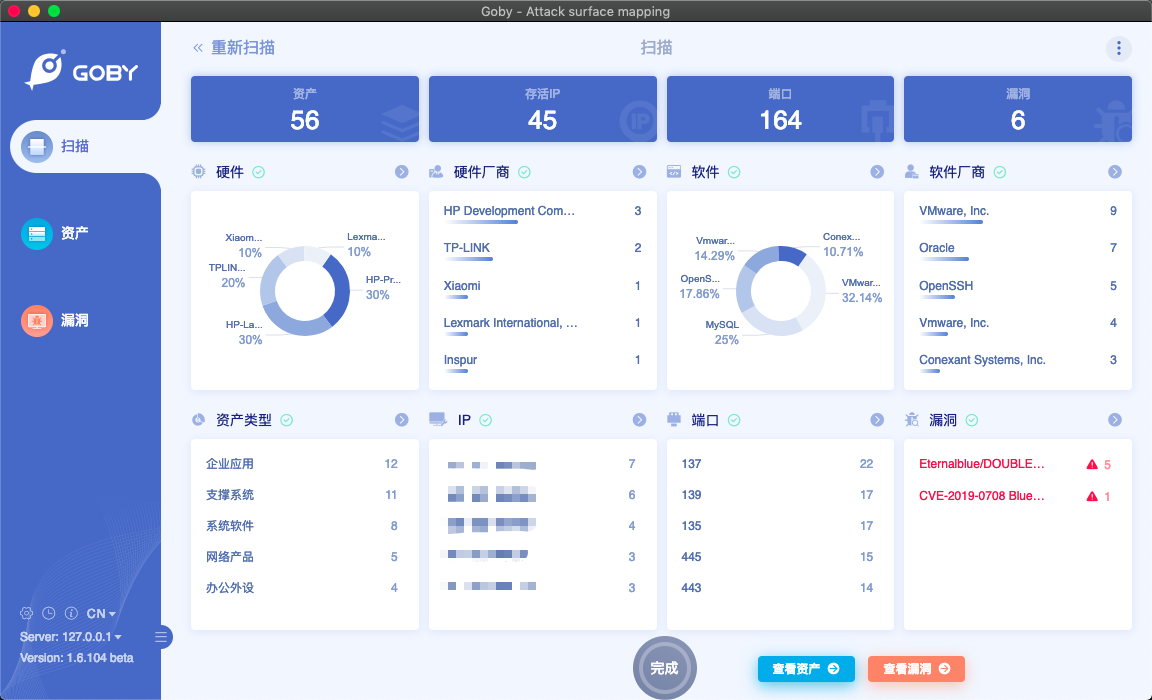 Goby - Attack surface mapping
GOBY
扫描
资产
漏洞
CN
Server: 127.0.0.1
Version: 1.6.104 beta
重新扫描
扫描
资产
56
存活IP
45
端口
164
漏洞
6
硬件
Xiaom...
10%
Lexma...
10%
TPLIN...
20%
HP-Pr...
30%
HP-La...
30%
硬件厂商
HP Development Com... 3
TP-LINK 2
Xiaomi 1
Lexmark International, ... 1
Inspur 1
软件
Vmwar...
14.29%
Conex...
10.71%
OpenS...
17.86%
VMwar...
32.14%
MySQL
25%
软件厂商
VMware, Inc. 9
Oracle 7
OpenSSH 5
Vmware, Inc. 4
Conexant Systems, Inc. 3
资产类型
企业应用 12
支撑系统 11
系统软件 8
网络产品 5
办公外设 4
IP
7
6
4
3
3
端口
137 22
139 17
135 17
445 15
443 14
漏洞
Eternalblue/DOUBLE... 5
CVE-2019-0708 Blue... 1
完成
查看资产
查看漏洞